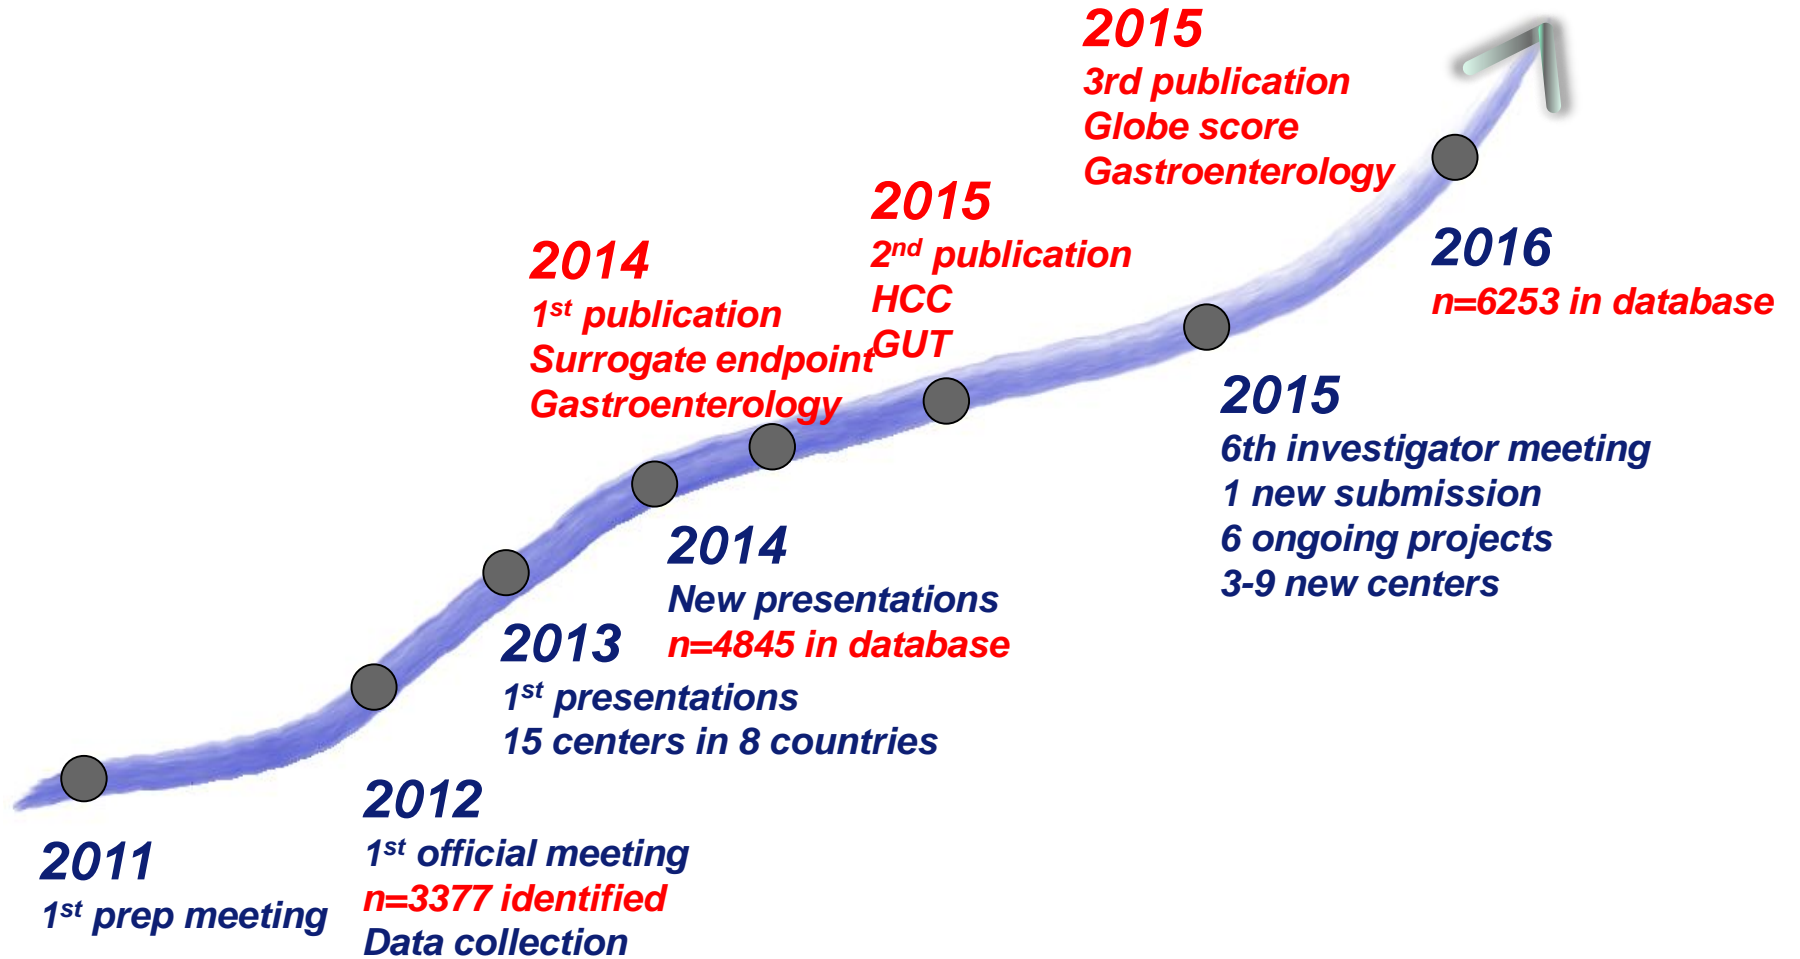 2015
3rd publication
Globe score
Gastroenterology
2015
2nd publication
HCC
GUT
2014
1st publication
Surrogate endpoint
Gastroenterology
2016
n=6253 in database
2015
6th investigator meeting
1 new submission
6 ongoing projects
3-9 new centers
2014
New presentations
n=4845 in database
2013
1st presentations
15 centers in 8 countries
2012
1st official meeting
n=3377 identified
Data collection
2011
1st prep meeting